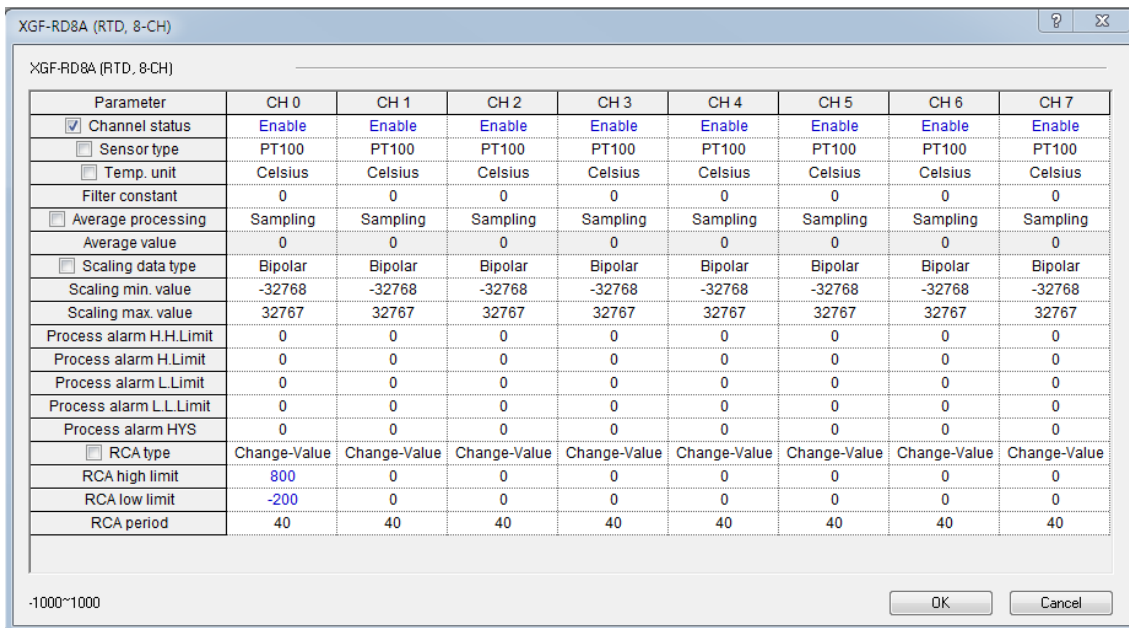 XGF-RD8A (RTD, 8-CH)
XGF-RD8A (RTD, 8-CH)
Parameter CH 0 CH 1 CH 2 CH 3 CH 4 CH 5 CH 6 CH 7
Channel status Enable Enable Enable Enable Enable Enable Enable Enable
Sensor type PT100 PT100 PT100 PT100 PT100 PT100 PT100 PT100
Temp. unit Celsius Celsius Celsius Celsius Celsius Celsius Celsius Celsius
Filter constant 0 0 0 0 0 0 0 0
Average processing Sampling Sampling Sampling Sampling Sampling Sampling Sampling Sampling
Average value 0 0 0 0 0 0 0 0
Scaling data type Bipolar Bipolar Bipolar Bipolar Bipolar Bipolar Bipolar Bipolar
Scaling min. value -32768 -32768 -32768 -32768 -32768 -32768 -32768 -32768
Scaling max. value 32767 32767 32767 32767 32767 32767 32767 32767
Process alarm H.H.Limit 0 0 0 0 0 0 0 0
Process alarm H.Limit 0 0 0 0 0 0 0 0
Process alarm L.Limit 0 0 0 0 0 0 0 0
Process alarm L.L.Limit 0 0 0 0 0 0 0 0
Process alarm HYS 0 0 0 0 0 0 0 0
RCA type Change-Value Change-Value Change-Value Change-Value Change-Value Change-Value Change-Value Change-Value
RCA high limit 800 0 0 0 0 0 0 0
RCA low limit -200 0 0 0 0 0 0 0
RCA period 40 40 40 40 40 40 40 40
-1000~1000 OK Cancel